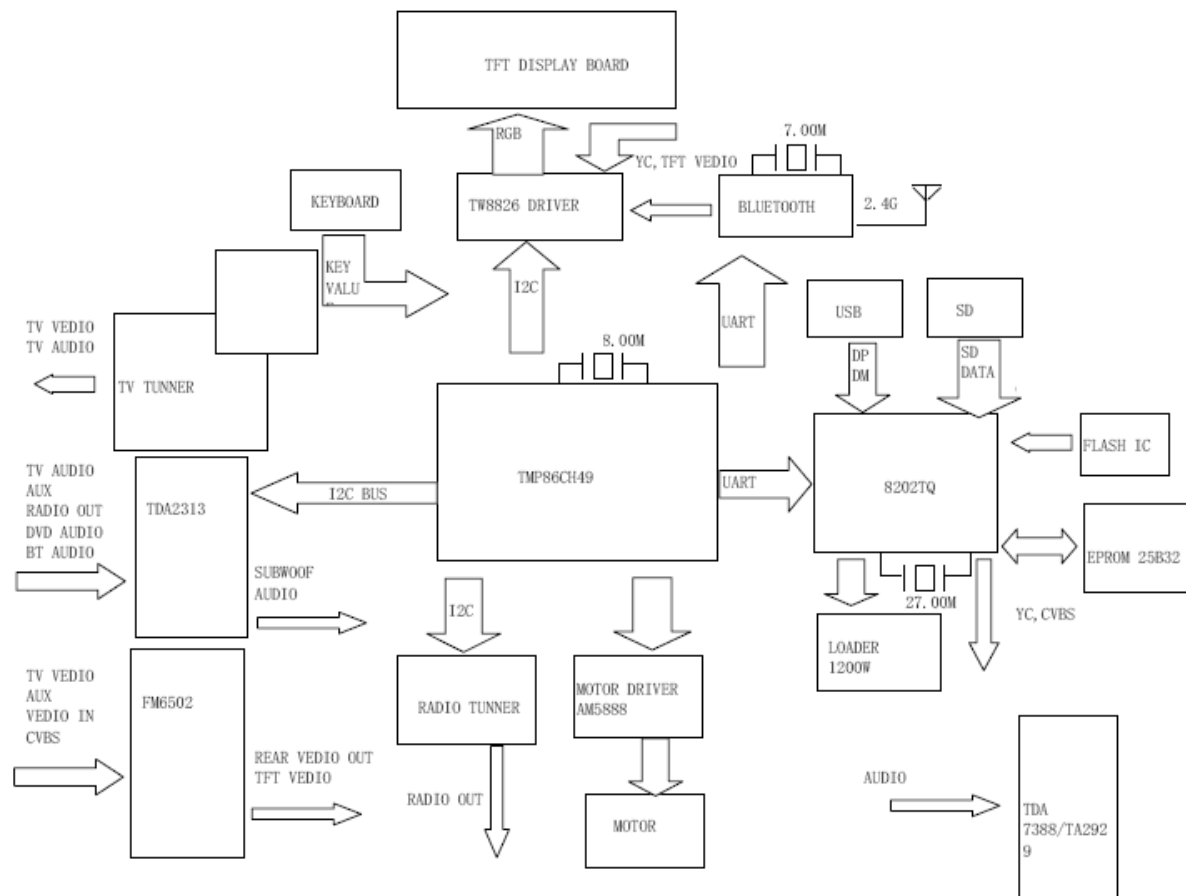 TFT DISPLAY BOARD
RGB
7.00M
YC,TFT VEDIO
KEYBOARD
TW8826 DRIVER
BLUETOOTH
2.4G
KEY
VALU
I2C
UART
USB
SD
TV VEDIO
TV AUDIO
8.00M
DP
DM
SD
DATA
TV TUNNER
FLASH IC
TMP86CH49
UART
8202TQ
TV AUDIO
AUX
RADIO OUT
DVD AUDIO
BT AUDIO
TDA2313
I2C BUS
EPROM 25B32
SUBWOOF
AUDIO
I2C
27.00M
YC,CVBS
LOADER
1200W
TV VEDIO
AUX
VEDIO IN
CVBS
FM6502
RADIO TUNNER
MOTOR DRIVER
AM5888
REAR VEDIO OUT
TFT VEDIO
RADIO OUT
MOTOR
AUDIO
TDA
7388/TA292
9